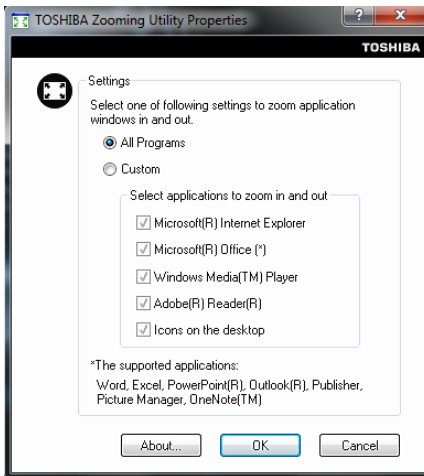 TOSHIBA Zooming Utility Properties
TOSHIBA
Settings
Select one of following settings to zoom application
windows in and out.
All Programs
Custom
Select applications to zoom in and out
Microsoft(R) Internet Explorer
Microsoft(R) Office (*)
Windows Media(TM) Player
Adobe(R) Reader(R)
Icons on the desktop
*The supported applications:
Word, Excel, PowerPoint(R), Outlook(R), Publisher,
Picture Manager, OneNote(TM)
About... OK Cancel